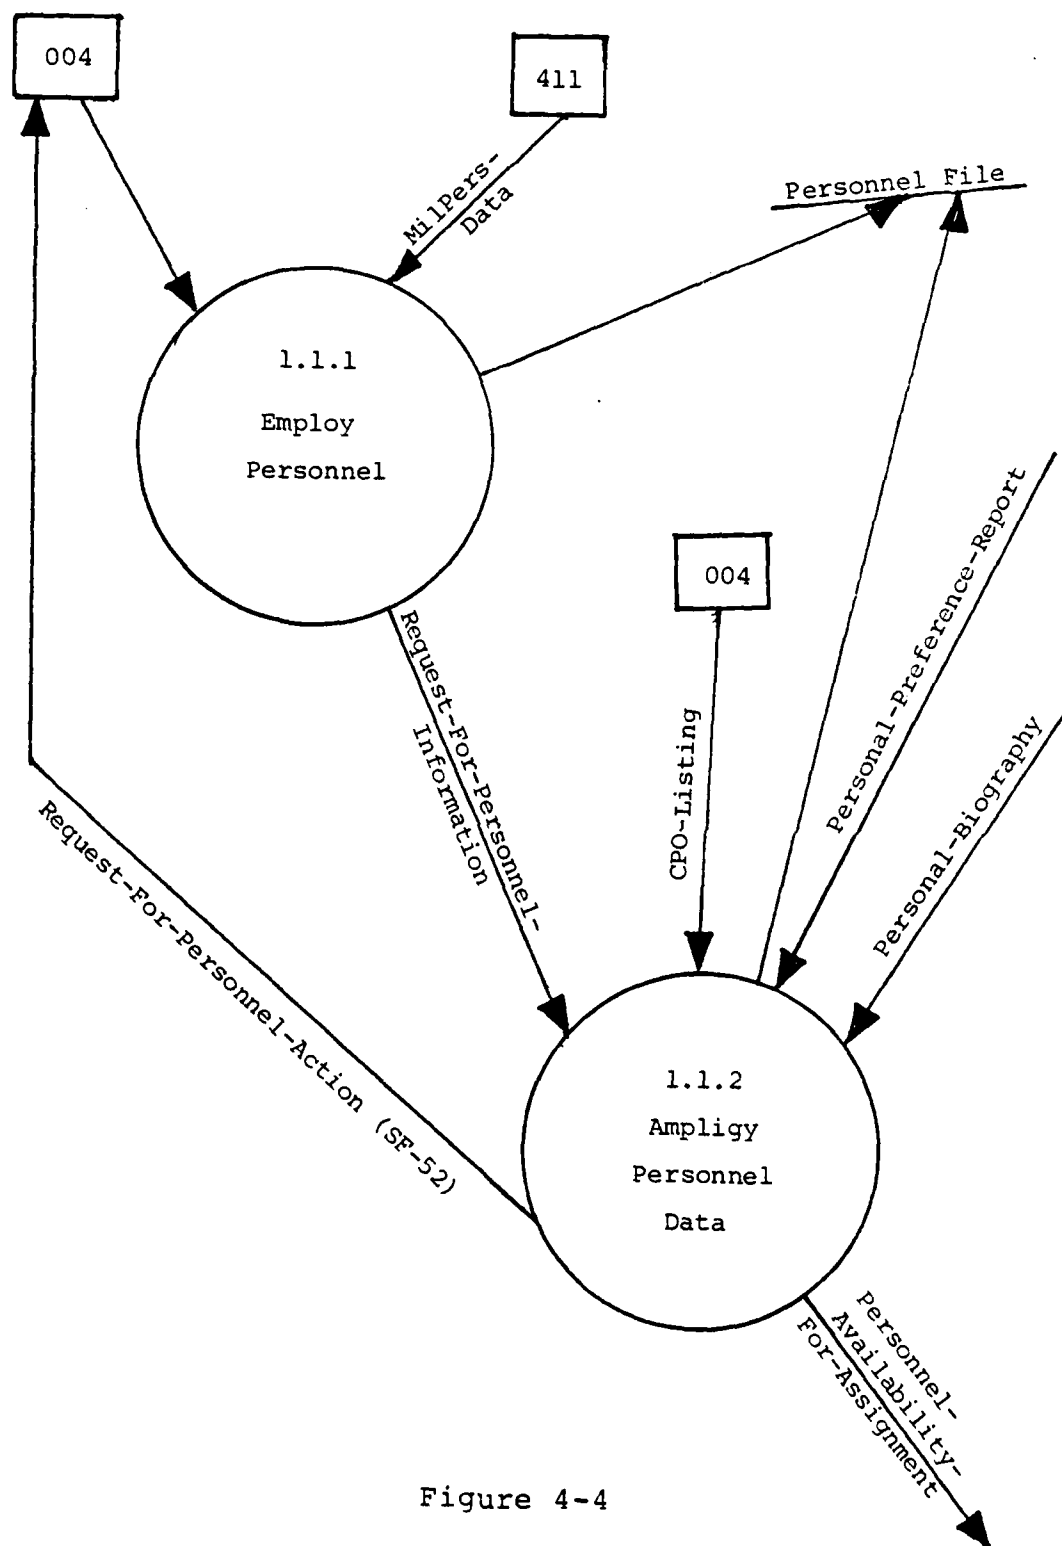 004
411
MilPers-
Data
Personnel File
1.1.1
Employ
Personnel
004
Request-For-Personnel-
Information
CPO-Listing
Personal-Preference-Report
Personal-Biography
Request-For-Personnel-Action (SF-52)
1.1.2
Ampligy
Personnel
Data
Personnel-
Availability-
For-Assignment
Figure 4-4